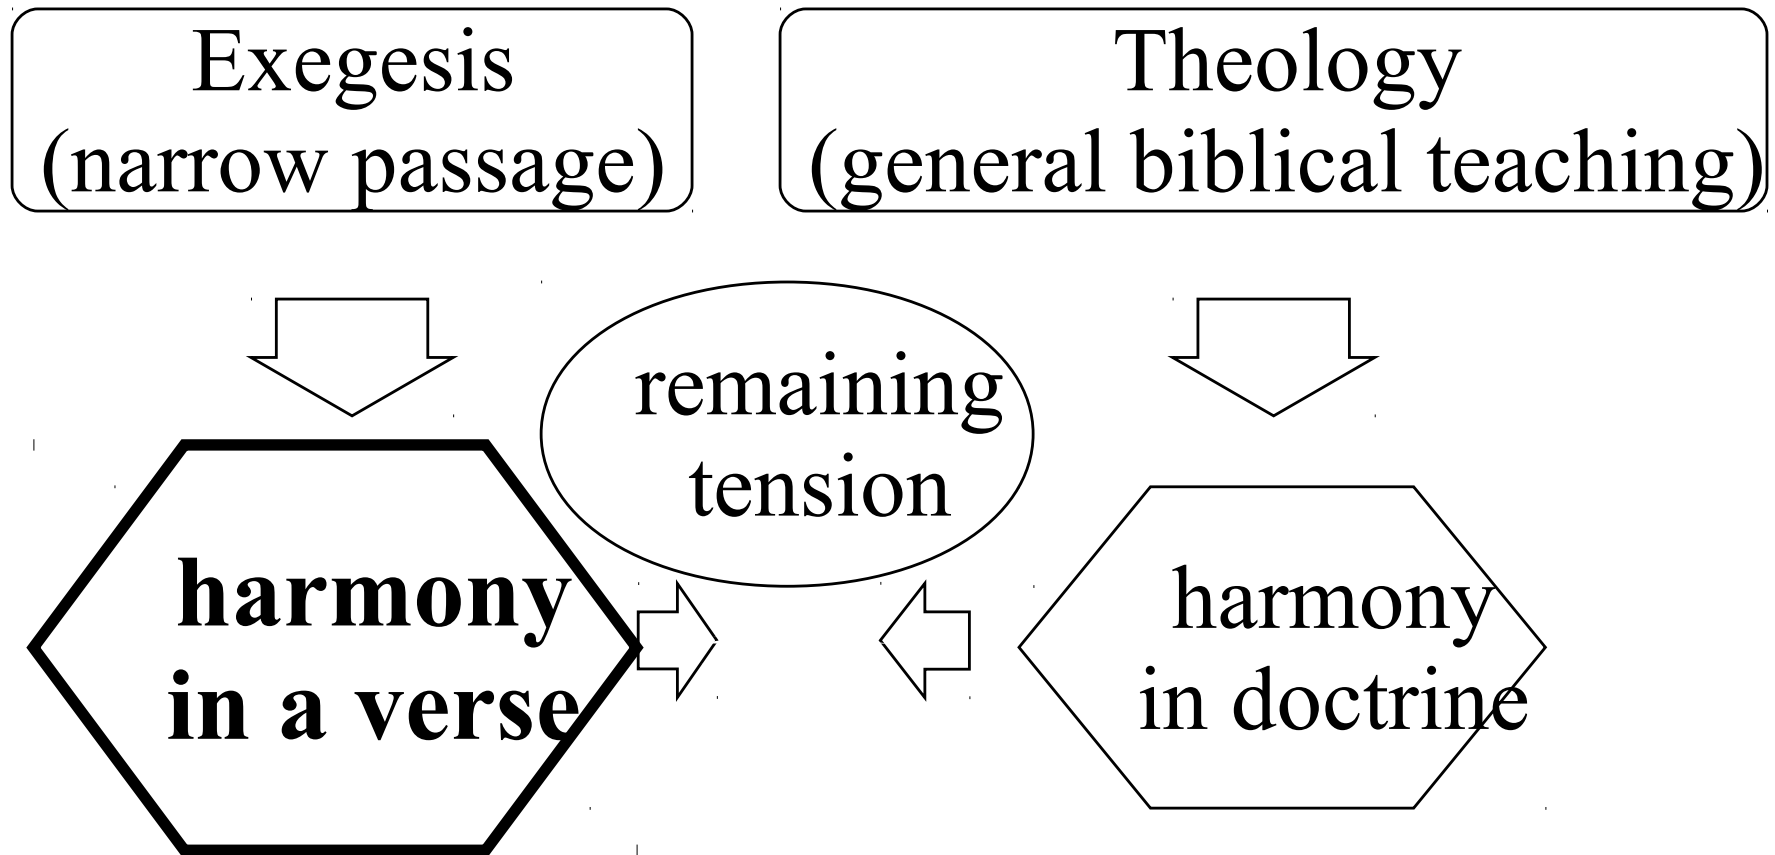 Exegesis
(narrow passage)
Theology
(general biblical teaching)
remaining
tension
harmony
in a verse
harmony
in doctrine